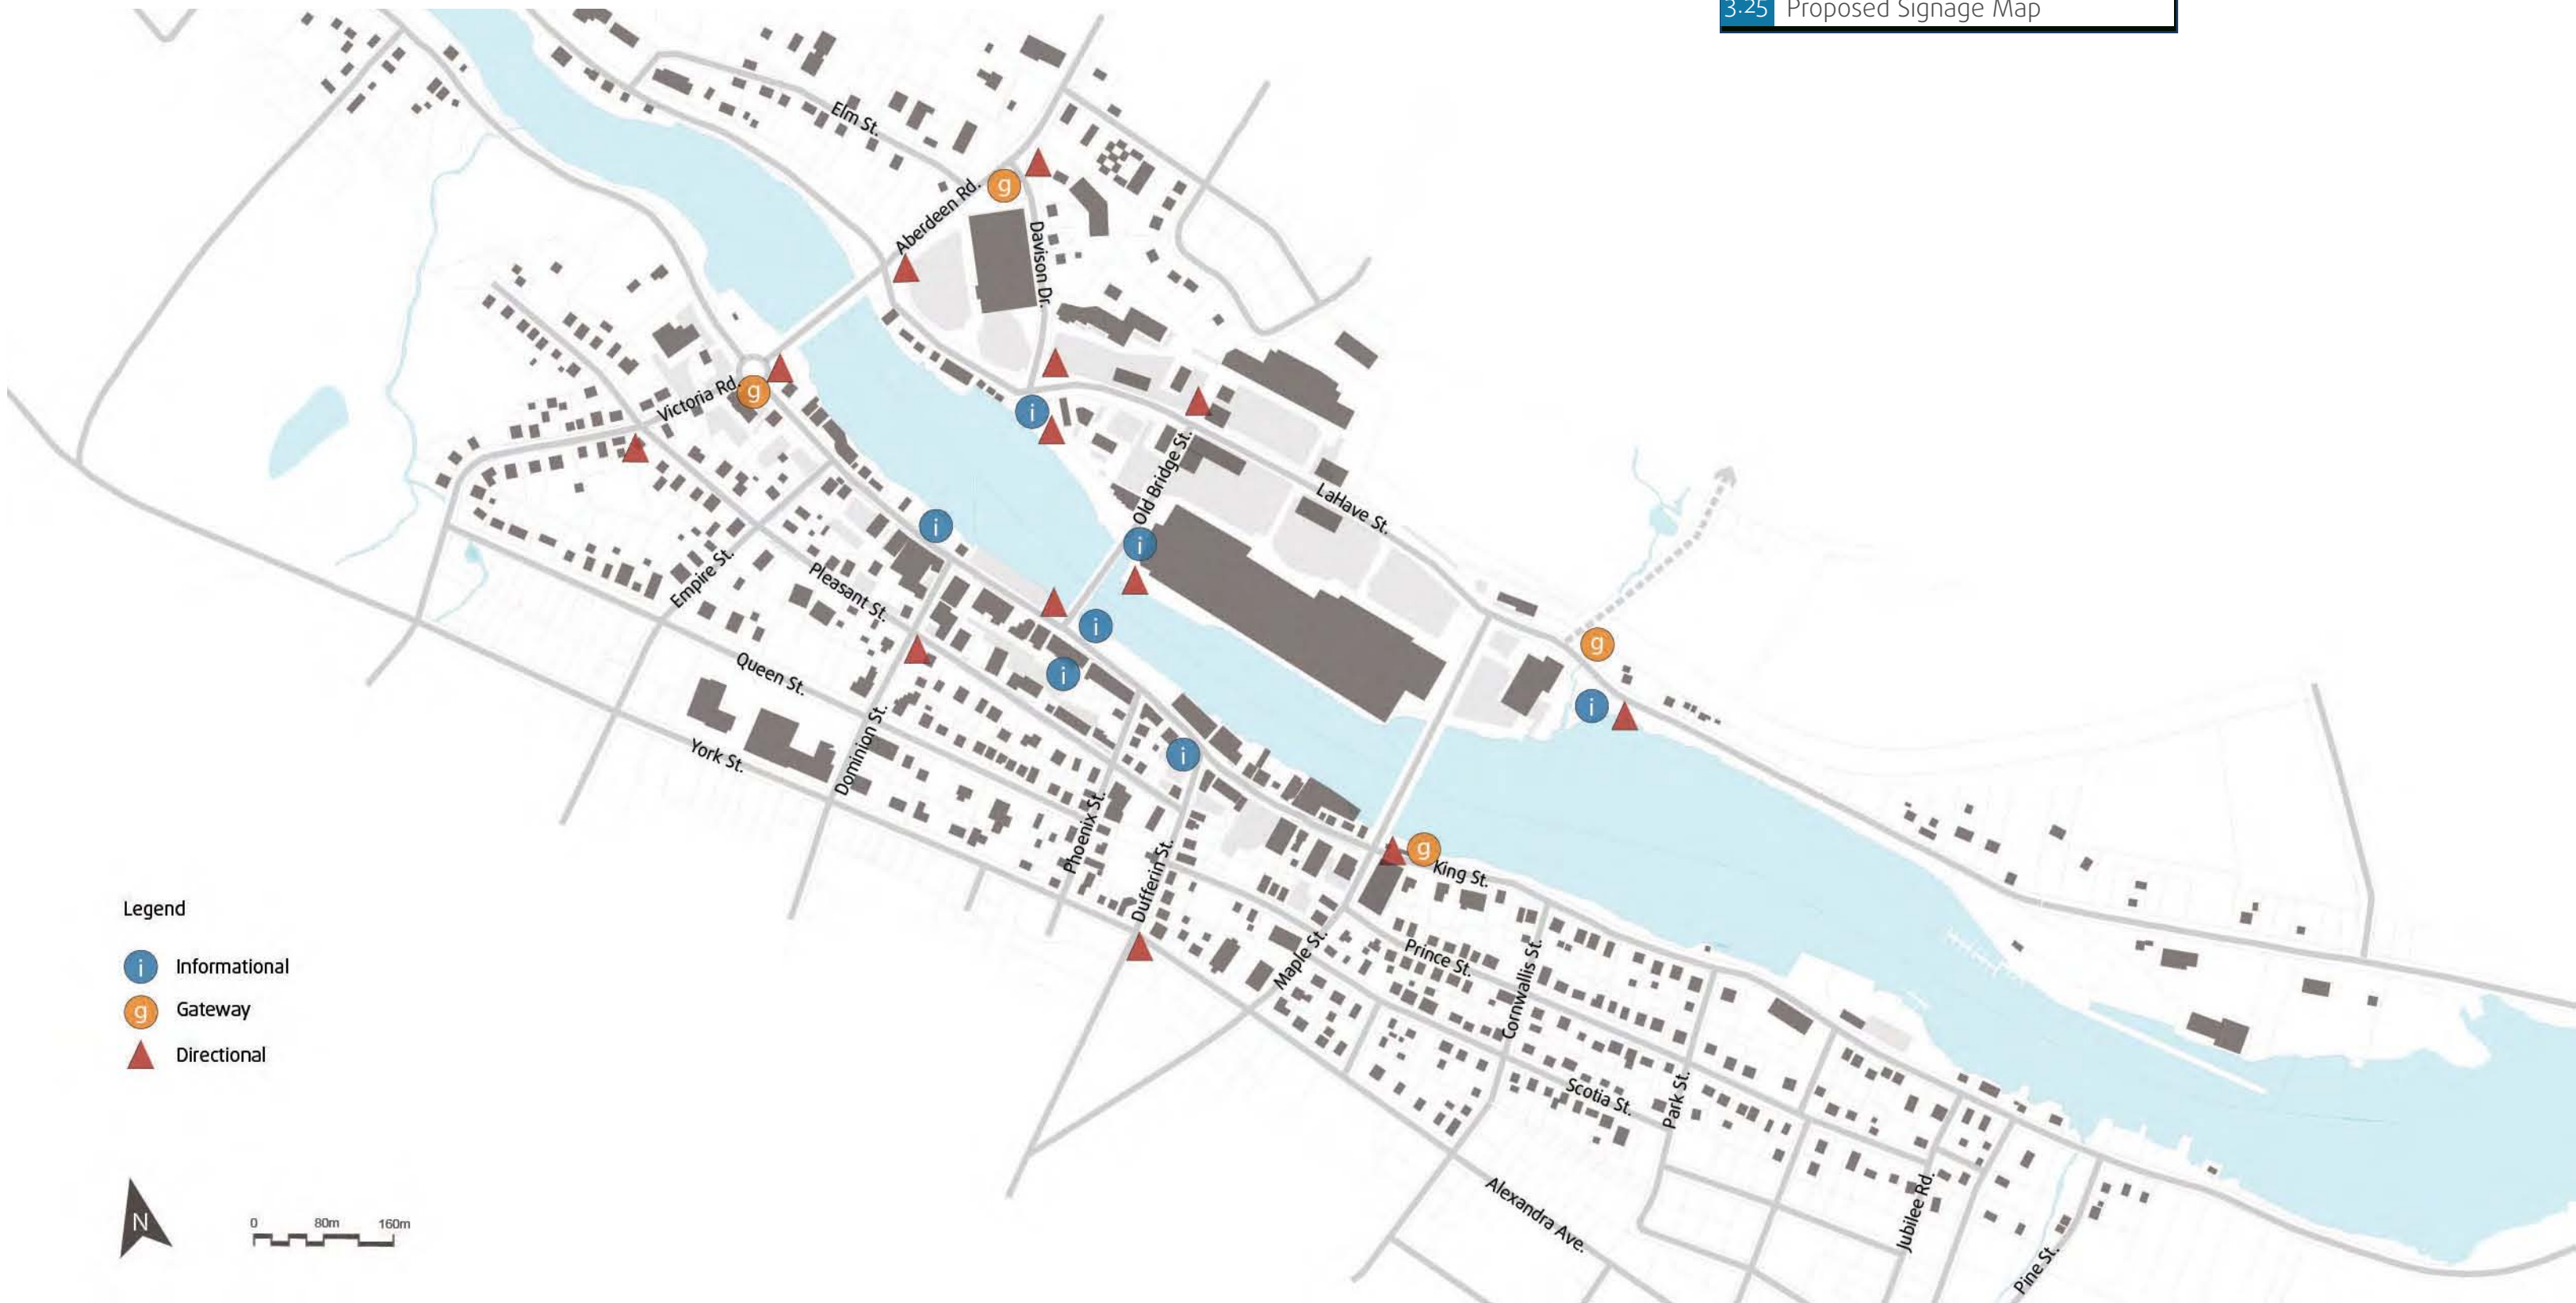 3.25 Proposed Signage Map
Elm St.
Aberdeen Rd.
g
Davison Dr.
Victoria Rd.
g
i
Old Bridge St.
LaHave St.
i
i
Empire St.
Pleasant St.
i
g
Queen St.
i
i
York St.
Dominion St.
i
Phoenix St.
Dufferin St.
g
King St.
Maple St.
Prince St.
Cornwallis St.
Scotia St.
Park St.
Alexandra Ave.
Jubilee Rd.
Pine St.
Legend
i Informational
g Gateway
Directional
N
0 80m 160m